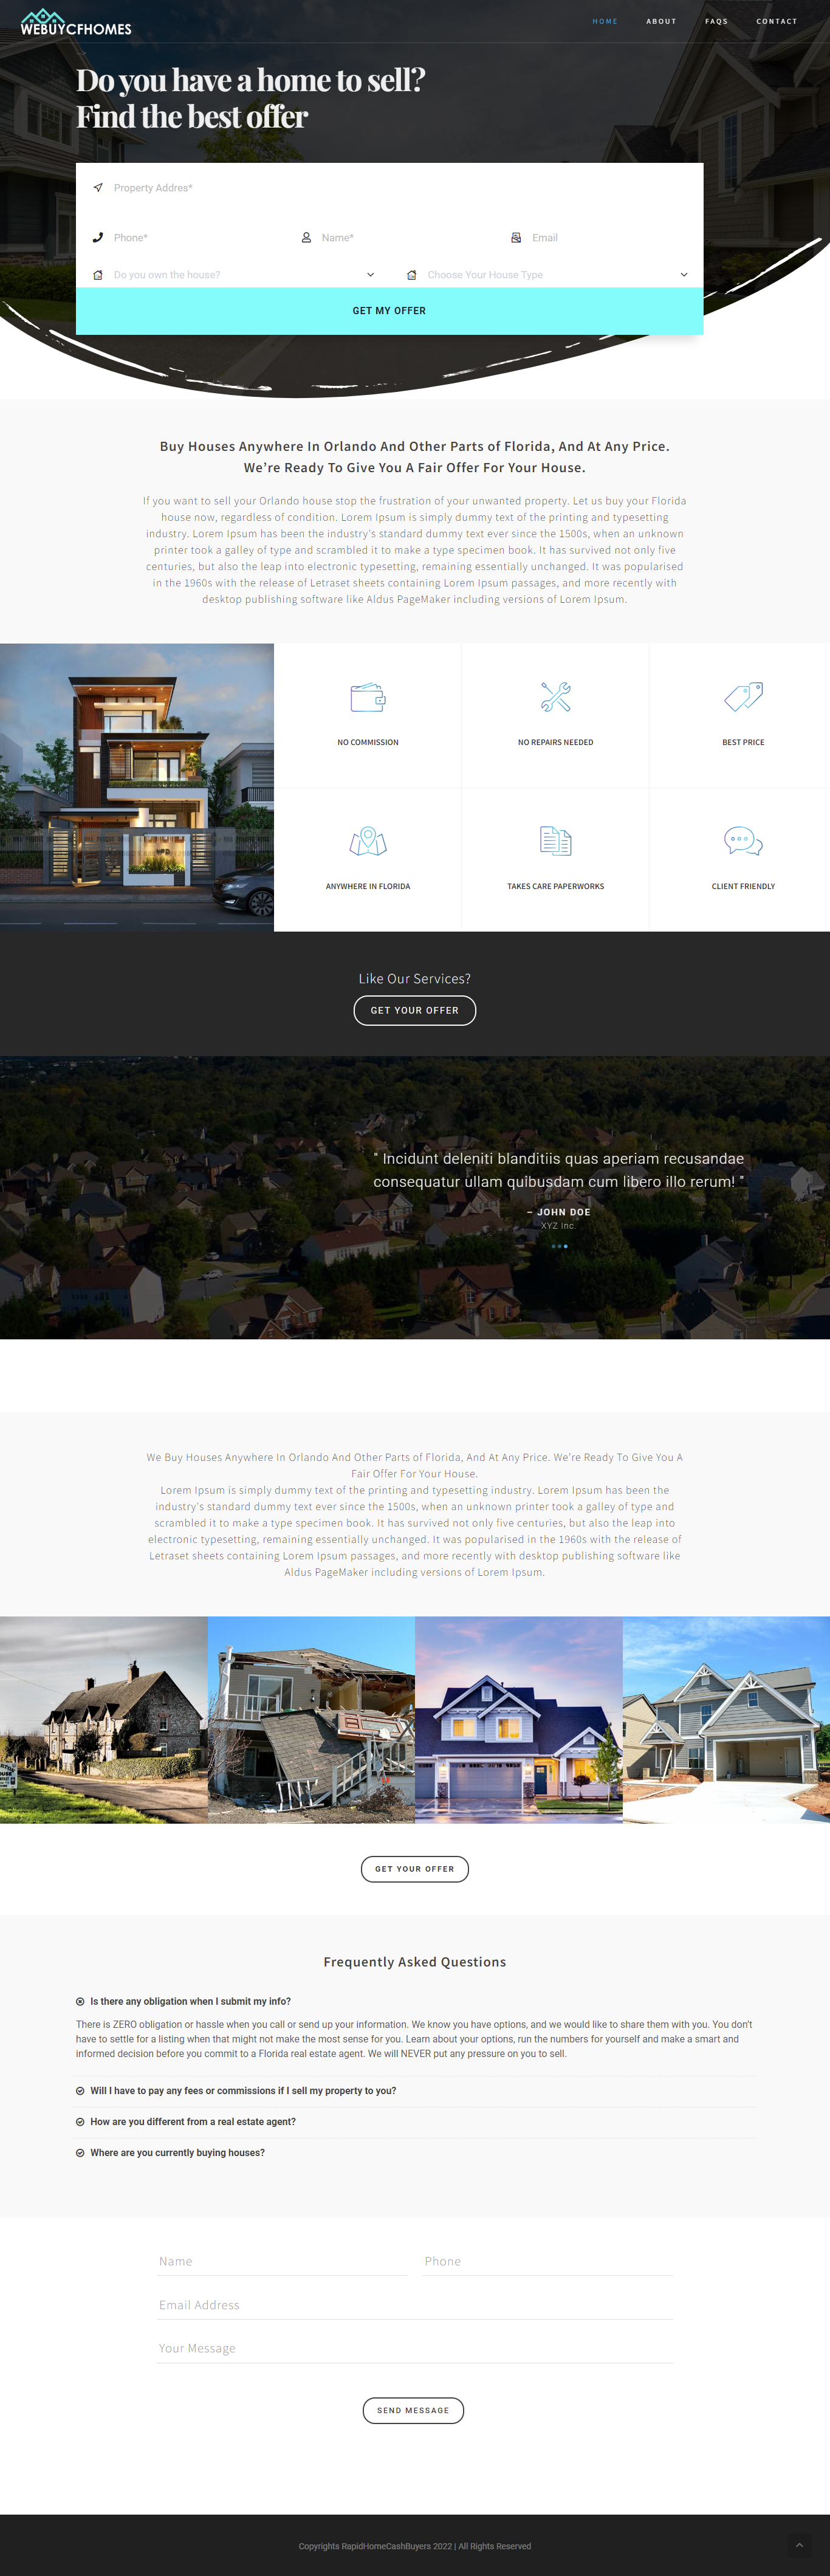 WEBUYCFHOMES
HOME ABOUT FAQS CONTACT
Do you have a home to sell?
Find the best offer
Property Addres*
Phone* Name* Email
Do you own the house? Choose Your House Type
GET MY OFFER
Buy Houses Anywhere In Orlando And Other Parts of Florida, And At Any Price.
We're Ready To Give You A Fair Offer For Your House.
If you want to sell your Orlando house stop the frustration of your unwanted property. Let us buy your Florida
house now, regardless of condition. Lorem Ipsum is simply dummy text of the printing and typesetting
industry. Lorem Ipsum has been the industry's standard dummy text ever since the 1500s, when an unknown
printer took a galley of type and scrambled it to make a type specimen book. It has survived not only five
centuries, but also the leap into electronic typesetting, remaining essentially unchanged. It was popularised
in the 1960s with the release of Letraset sheets containing Lorem Ipsum passages, and more recently with
desktop publishing software like Aldus PageMaker including versions of Lorem Ipsum.
NO COMMISSION
NO REPAIRS NEEDED
BEST PRICE
ANYWHERE IN FLORIDA
TAKES CARE PAPERWORKS
CLIENT FRIENDLY
Like Our Services?
GET YOUR OFFER
" Incidunt deleniti blanditiis quas aperiam recusandae
consequatur ullam quibusdam cum libero illo rerum! "
– JOHN DOE
XYZ Inc.
We Buy Houses Anywhere In Orlando And Other Parts of Florida, And At Any Price. We're Ready To Give You A
Fair Offer For Your House.
Lorem Ipsum is simply dummy text of the printing and typesetting industry. Lorem Ipsum has been the
industry's standard dummy text ever since the 1500s, when an unknown printer took a galley of type and
scrambled it to make a type specimen book. It has survived not only five centuries, but also the leap into
electronic typesetting, remaining essentially unchanged. It was popularised in the 1960s with the release of
Letraset sheets containing Lorem Ipsum passages, and more recently with desktop publishing software like
Aldus PageMaker including versions of Lorem Ipsum.
GET YOUR OFFER
Frequently Asked Questions
Is there any obligation when I submit my info?
There is ZERO obligation or hassle when you call or send up your information. We know you have options, and we would like to share them with you. You don't
have to settle for a listing when that might not make the most sense for you. Learn about your options, run the numbers for yourself and make a smart and
informed decision before you commit to a Florida real estate agent. We will NEVER put any pressure on you to sell.
Will I have to pay any fees or commissions if I sell my property to you?
How are you different from a real estate agent?
Where are you currently buying houses?
Name Phone
Email Address
Your Message
SEND MESSAGE
Copyrights RapidHomeCashBuyers 2022 | All Rights Reserved